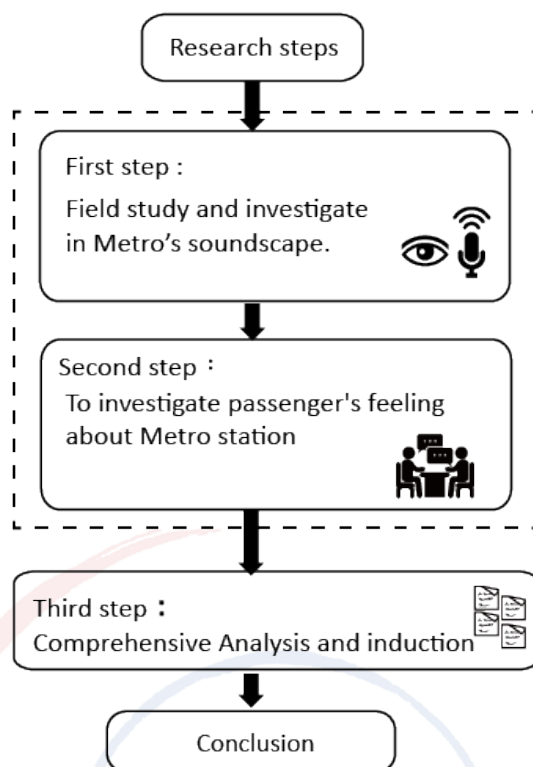 Research steps
First step :
Field study and investigate
in Metro’s soundscape.
Second step：
To investigate passenger's feeling
about Metro station
Third step：
Comprehensive Analysis and induction
Conclusion